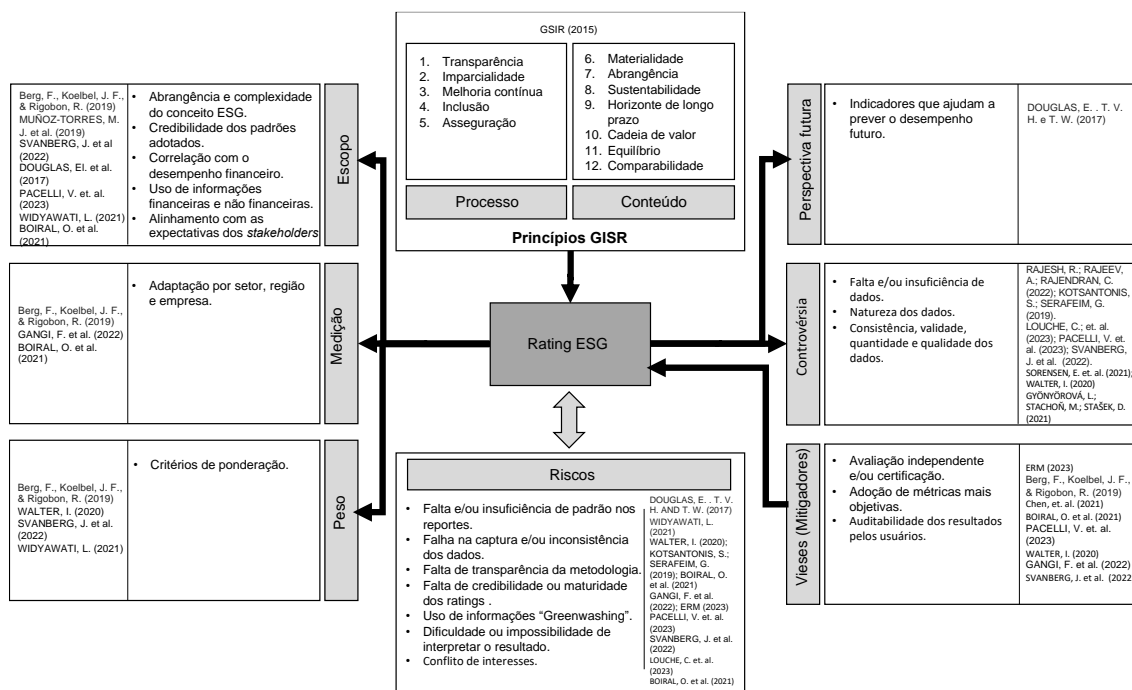 GSIR (2015)
1. Transparência
2. Imparcialidade
3. Melhoria contínua
4. Inclusão
5. Asseguração
6. Materialidade
7. Abrangência
8. Sustentabilidade
9. Horizonte de longo
prazo
10. Cadeia de valor
11. Equilíbrio
12. Comparabilidade
Processo
Conteúdo
Princípios GISR
Berg, F., Koelbel, J. F.,
& Rigobon, R. (2019)
MUÑOZ-TORRES, M.
J. et al. (2019)
SVANBERG, J. et al
(2022)
DOUGLAS, El. et al.
(2017)
PACELLI, V. et. al.
(2023)
WIDYAWATI, L. (2021)
BOIRAL, O. et al.
(2021)
• Abrangência e complexidade
do conceito ESG.
• Credibilidade dos padrões
adotados.
• Correlação com o
desempenho financeiro.
• Uso de informações
financeiras e não financeiras.
• Alinhamento com as
expectativas dos stakeholders
Escopo
Berg, F., Koelbel, J. F.,
& Rigobon, R. (2019)
GANGI, F. et al. (2022)
BOIRAL, O. et al.
(2021)
• Adaptação por setor, região
e empresa.
Medição
Berg, F., Koelbel, J. F.,
& Rigobon, R. (2019)
WALTER, I. (2020)
SVANBERG, J. et al.
(2022)
WIDYAWATI, L. (2021)
• Critérios de ponderação.
Peso
Rating ESG
Riscos
• Falta e/ou insuficiência de padrão nos
reportes.
• Falha na captura e/ou inconsistência
dos dados.
• Falta de transparência da metodologia.
• Falta de credibilidade ou maturidade
dos ratings .
• Uso de informações “Greenwashing”.
• Dificuldade ou impossibilidade de
interpretar o resultado.
• Conflito de interesses.
DOUGLAS, E. . T. V.
H. AND T. W. (2017)
WIDYAWATI, L.
(2021)
WALTER, I. (2020);
KOTSANTONIS, S.;
SERAFEIM, G.
(2019); BOIRAL, O.
et al. (2021)
GANGI, F. et al.
(2022); ERM (2023)
PACELLI, V. et. al.
(2023)
SVANBERG, J. et al.
(2022)
LOUCHE, C. et. al.
(2023)
BOIRAL, O. et al. (2021)
Perspectiva futura
• Indicadores que ajudam a
prever o desempenho
futuro.
DOUGLAS, E. . T. V.
H. e T. W. (2017)
Controvérsia
• Falta e/ou insuficiência de
dados.
• Natureza dos dados.
• Consistência, validade,
quantidade e qualidade dos
dados.
RAJESH, R.; RAJEEV,
A.; RAJENDRAN, C.
(2022); KOTSANTONIS,
S.; SERAFEIM, G.
(2019).
LOUCHE, C.; et. al.
(2023); PACELLI, V. et.
al. (2023); SVANBERG,
J. et al. (2022).
SORENSEN, E. et. al. (2021);
WALTER, I. (2020)
GYÖNYÖROVÁ, L.;
STACHOŇ, M.; STAŠEK, D.
(2021)
Vieses (Mitigadores)
• Avaliação independente
e/ou certificação.
• Adoção de métricas mais
objetivas.
• Auditabilidade dos resultados
pelos usuários.
ERM (2023)
Berg, F., Koelbel, J. F.,
& Rigobon, R. (2019)
Chen, et. al. (2021)
BOIRAL, O. et al. (2021)
PACELLI, V. et al.
(2023)
WALTER, I. (2020)
GANGI, F. et al. (2022)
SVANBERG, J. et al. (2022